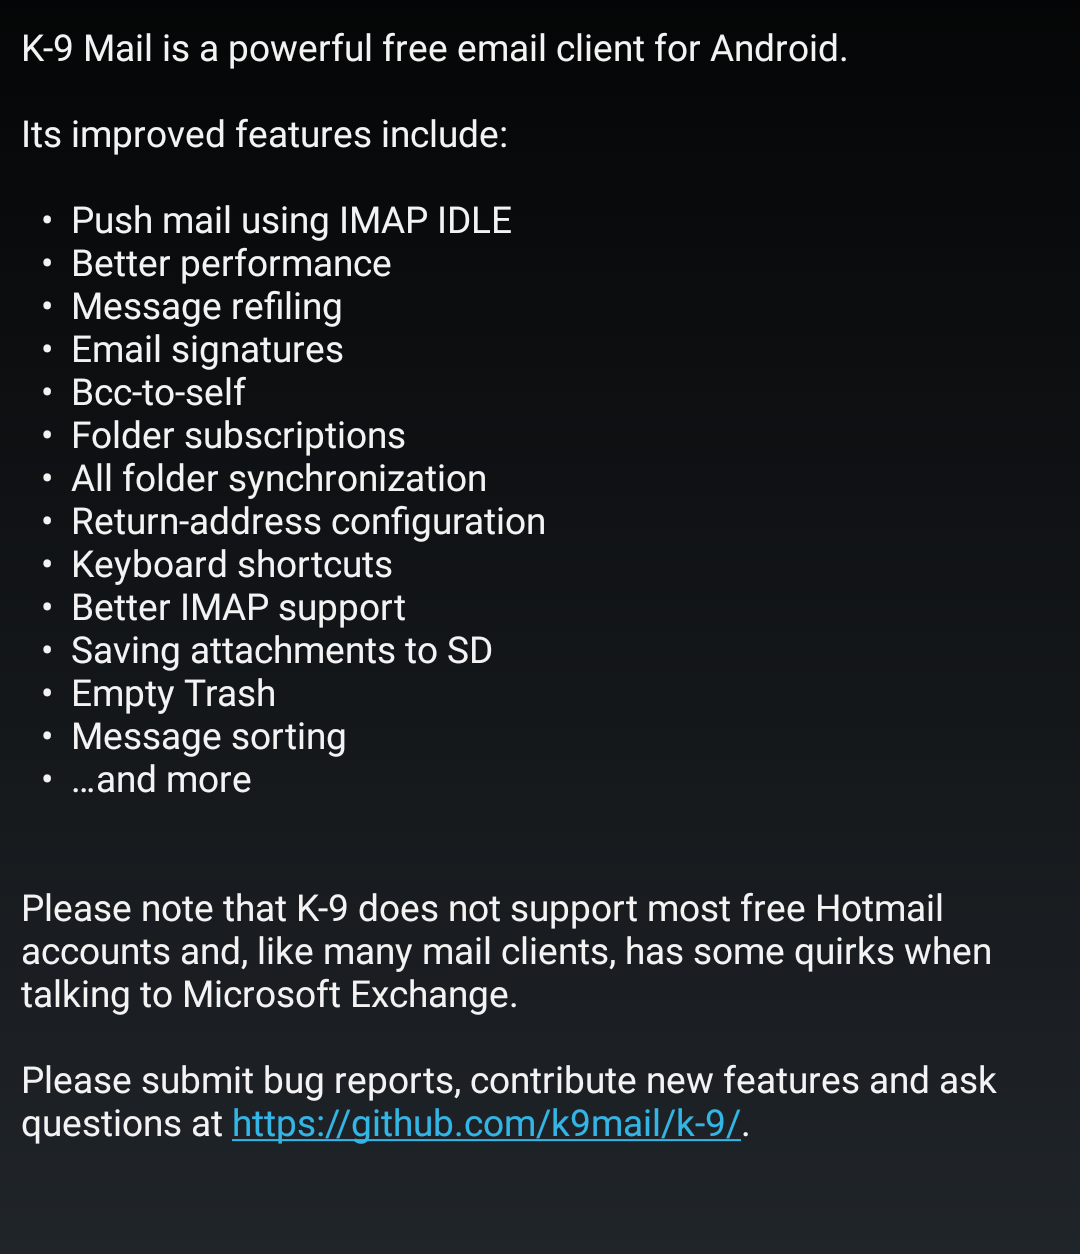 K-9 Mail is a powerful free email client for Android.
Its improved features include:
• Push mail using IMAP IDLE
• Better performance
• Message refiling
• Email signatures
• Bcc-to-self
• Folder subscriptions
• All folder synchronization
• Return-address configuration
• Keyboard shortcuts
• Better IMAP support
• Saving attachments to SD
• Empty Trash
• Message sorting
• …and more
Please note that K-9 does not support most free Hotmail
accounts and, like many mail clients, has some quirks when
talking to Microsoft Exchange.
Please submit bug reports, contribute new features and ask
questions at https://github.com/k9mail/k-9/.